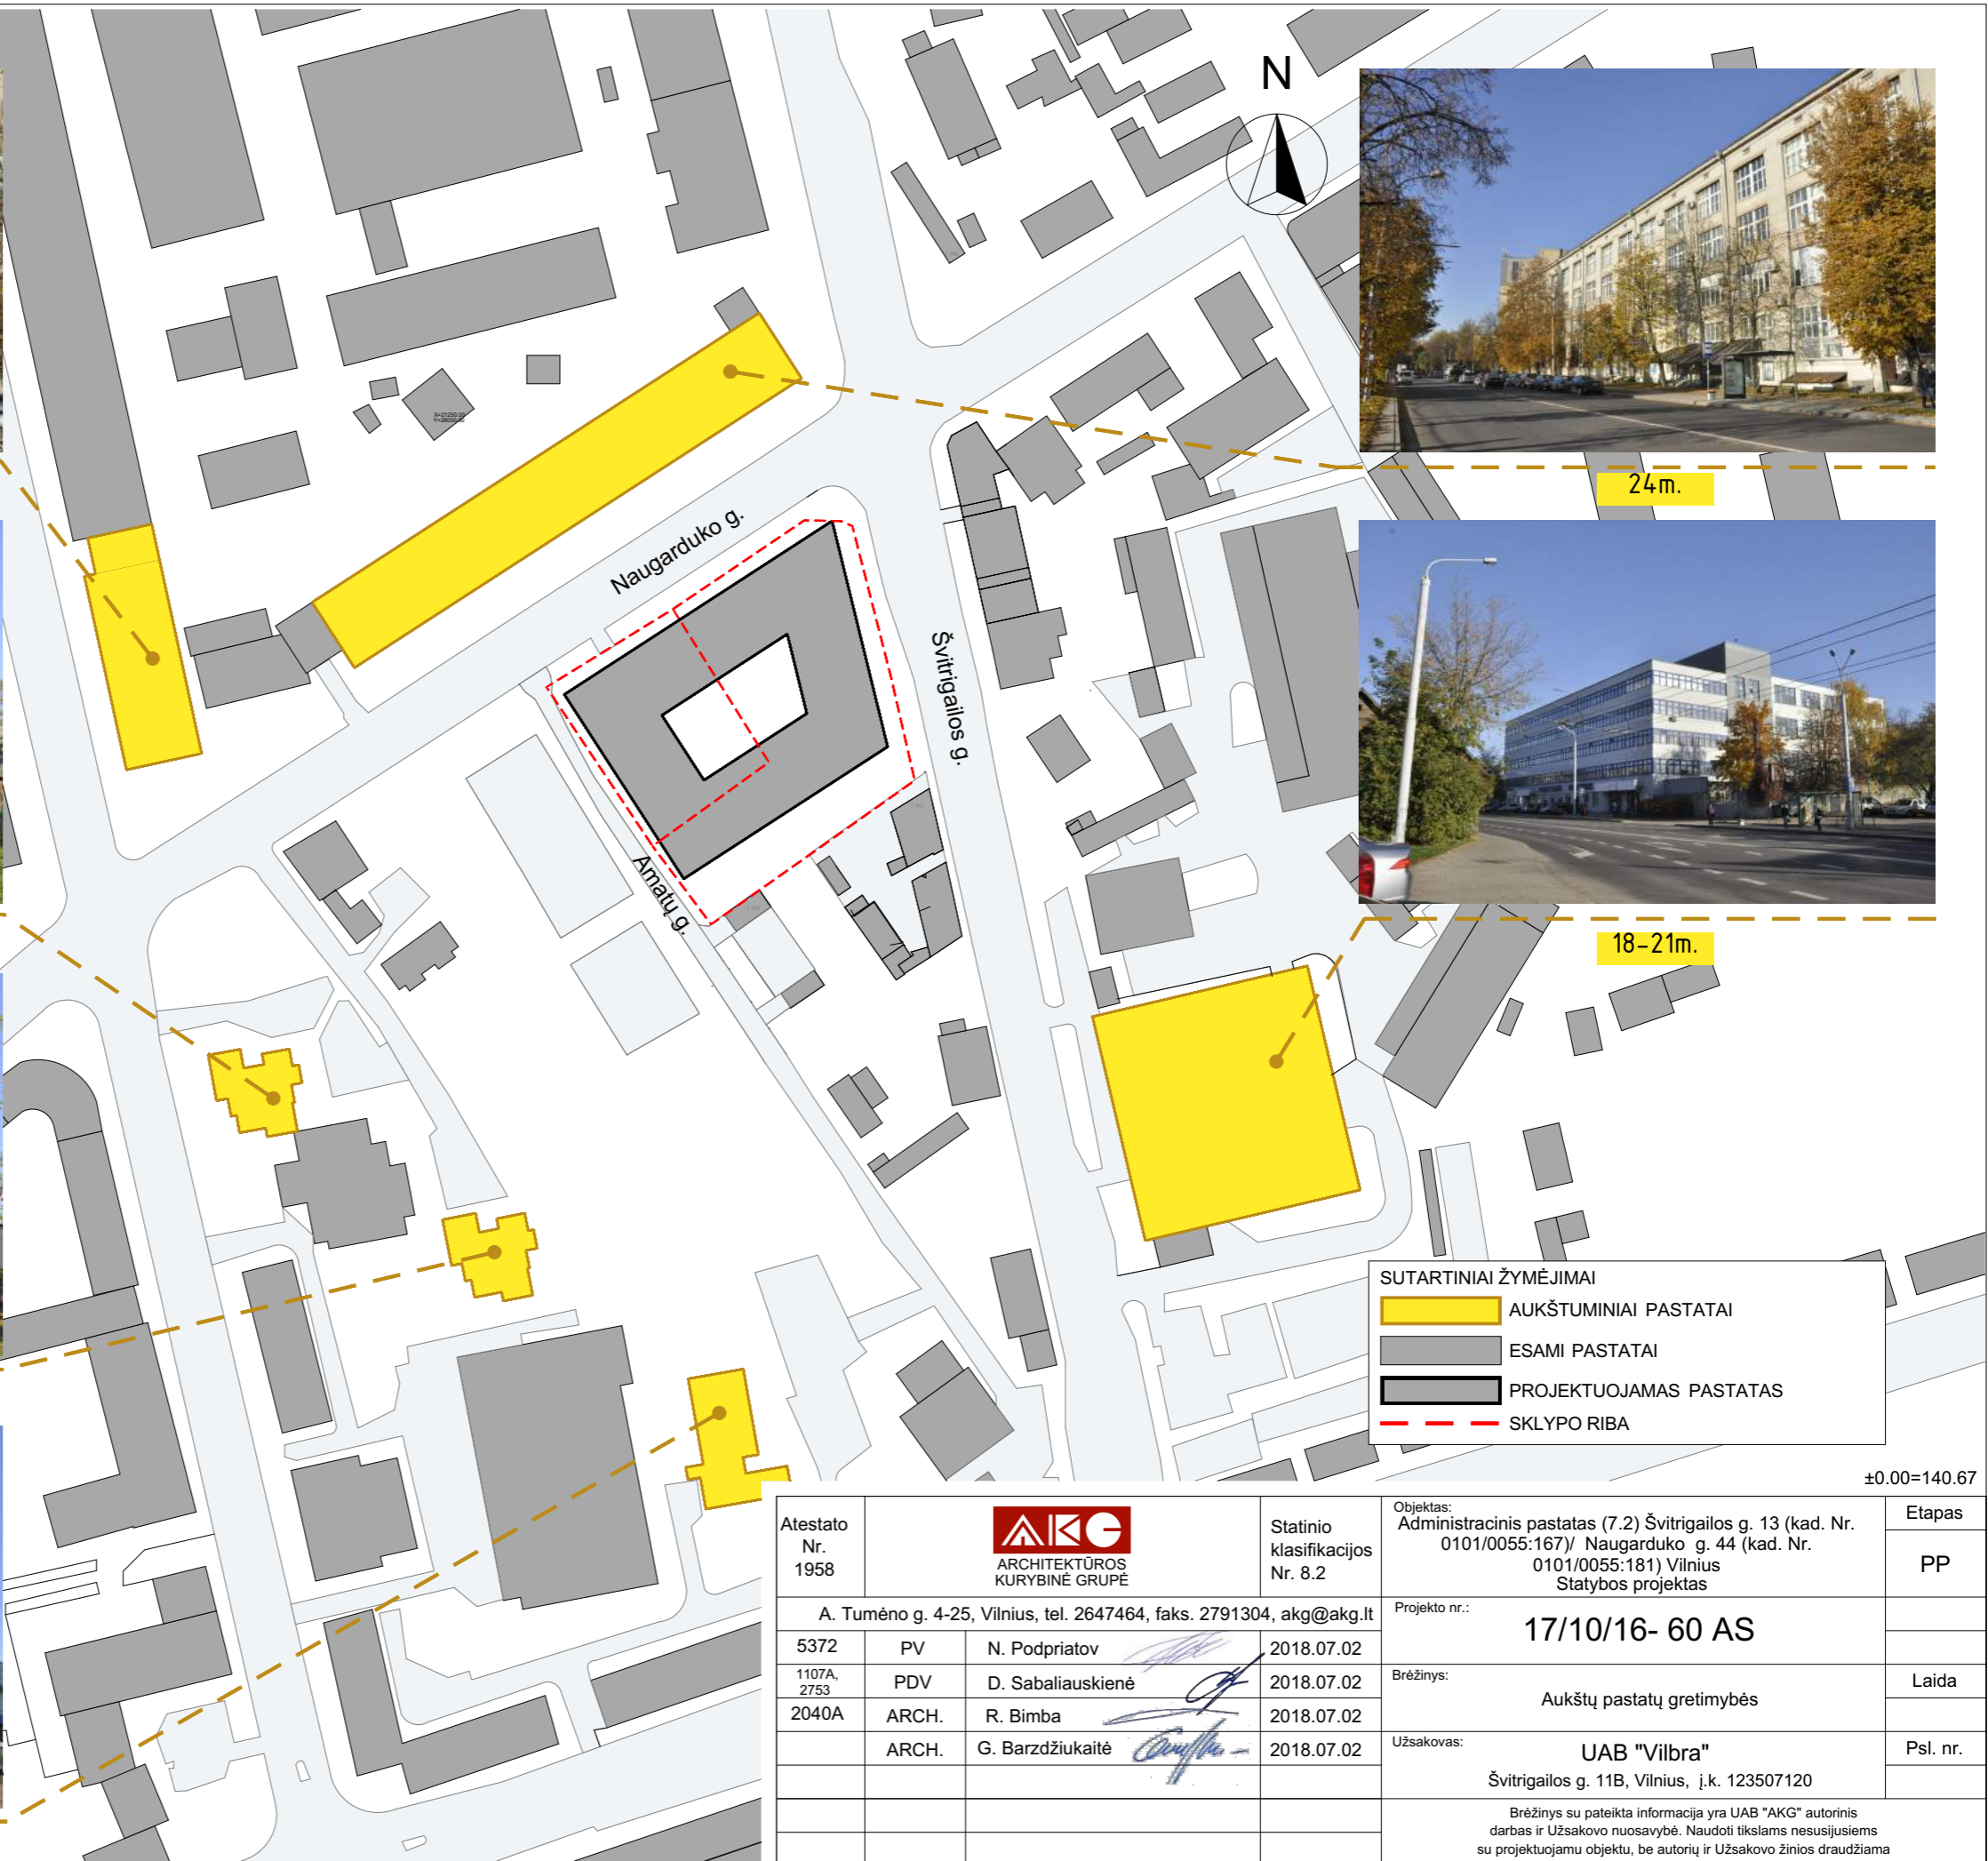 N
24m.
18-21m.
X=21250.00
Naugarduko g.
Švitrigailos g.
Amatų g.
SUTARTINIAI ŽYMĖJIMAI
AUKŠTUMINIAI PASTATAI
ESAMI PASTATAI
PROJEKTUOJAMAS PASTATAS
SKLYPO RIBA
±0.00=140.67
Atestato
Nr.
1958
AKG
ARCHITEKTŪROS
KURYBINĖ GRUPĖ
Statinio
klasifikacijos
Nr. 8.2
Objektas:
Administracinis pastatas (7.2) Švitrigailos g. 13 (kad. Nr.
0101/0055:167)/ Naugarduko g. 44 (kad. Nr.
0101/0055:181) Vilnius
Statybos projektas
Etapas
PP
A. Tumėno g. 4-25, Vilnius, tel. 2647464, faks. 2791304, akg@akg.lt
Projekto nr.:
17/10/16- 60 AS
5372 PV N. Podpriatov 2018.07.02
1107A,
2753
PDV D. Sabaliauskienė 2018.07.02
2040A ARCH. R. Bimba 2018.07.02
ARCH. G. Barzdžiukaitė 2018.07.02
Brėžinys:
Aukštų pastatų gretimybės
Laida
Užsakovas:
UAB "Vilbra"
Švitrigailos g. 11B, Vilnius, į.k. 123507120
Psl. nr.
Brėžinys su pateikta informacija yra UAB "AKG" autorinis
darbas ir Užsakovo nuosavybė. Naudoti tikslams nesusijusiems
su projektuojamu objektu, be autorių ir Užsakovo žinios draudžiama